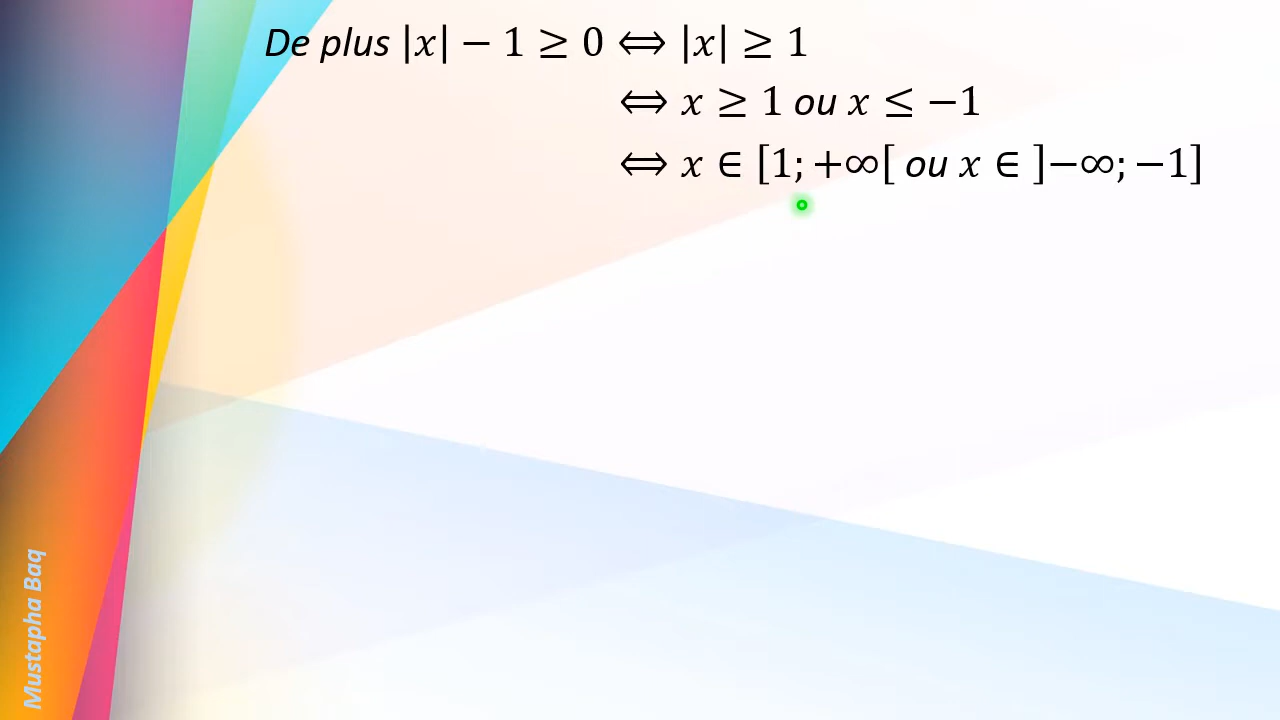 De plus |x| − 1 ≥ 0 ⟺ |x| ≥ 1
⟺ x ≥ 1 ou x ≤ −1
⟺ x ∈ [1; +∞[ ou x ∈ ]−∞; −1]
Mustapha Baq